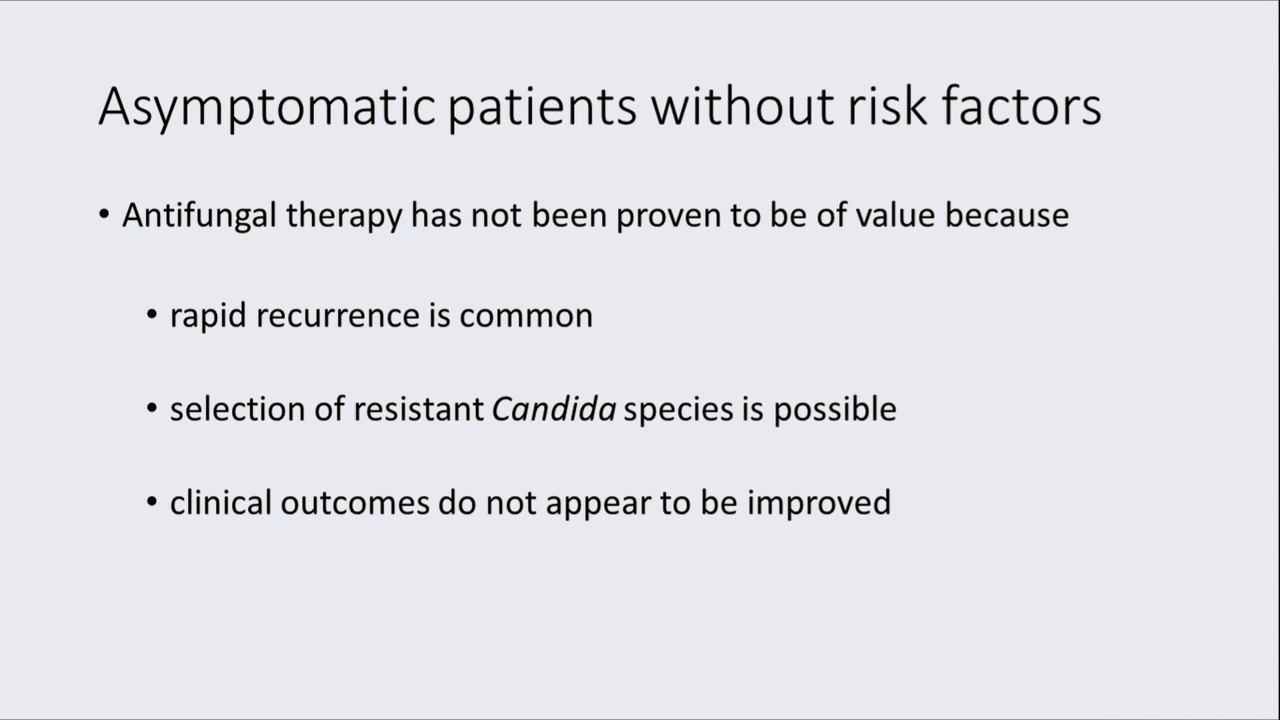 Asymptomatic patients without risk factors
• Antifungal therapy has not been proven to be of value because
• rapid recurrence is common
• selection of resistant Candida species is possible
• clinical outcomes do not appear to be improved